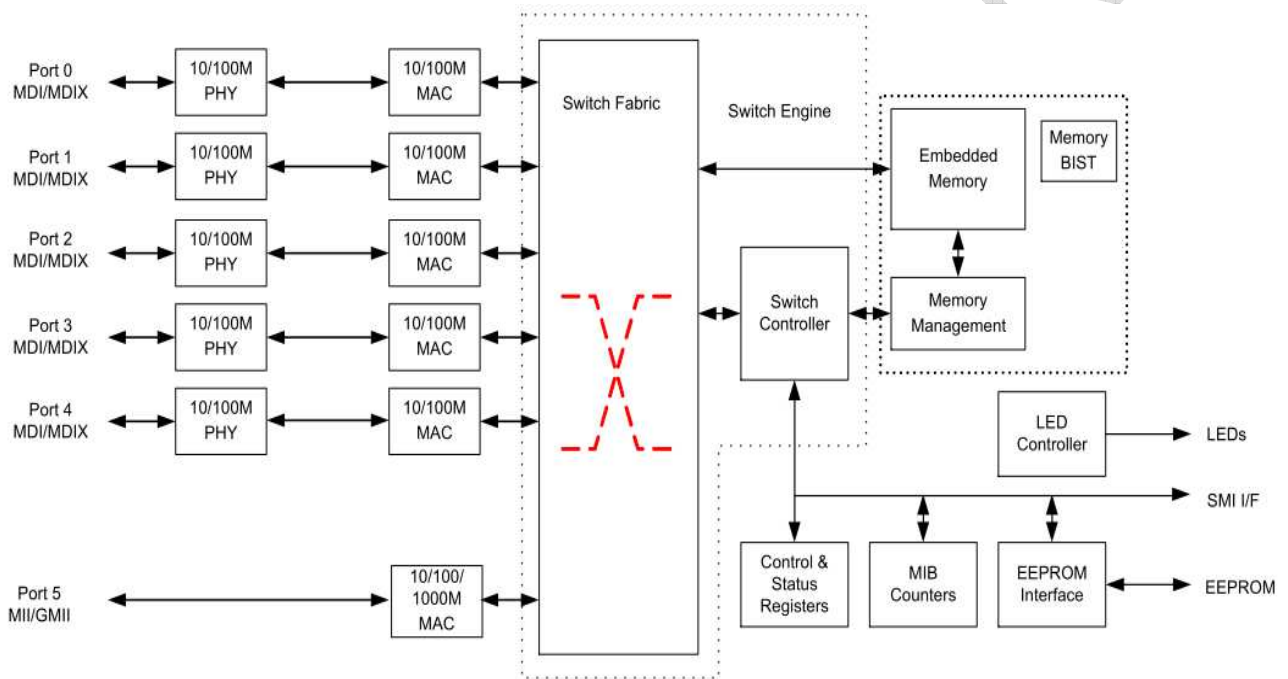 Port 0
MDI/MDIX
10/100M
PHY
10/100M
MAC
Port 1
MDI/MDIX
10/100M
PHY
10/100M
MAC
Port 2
MDI/MDIX
10/100M
PHY
10/100M
MAC
Port 3
MDI/MDIX
10/100M
PHY
10/100M
MAC
Port 4
MDI/MDIX
10/100M
PHY
10/100M
MAC
Port 5
MII/GMII
10/100/
1000M
MAC
Switch Fabric
Switch Engine
Switch
Controller
Embedded
Memory
Memory
BIST
Memory
Management
LED
Controller
LEDs
SMI I/F
Control &
Status
Registers
MIB
Counters
EEPROM
Interface
EEPROM